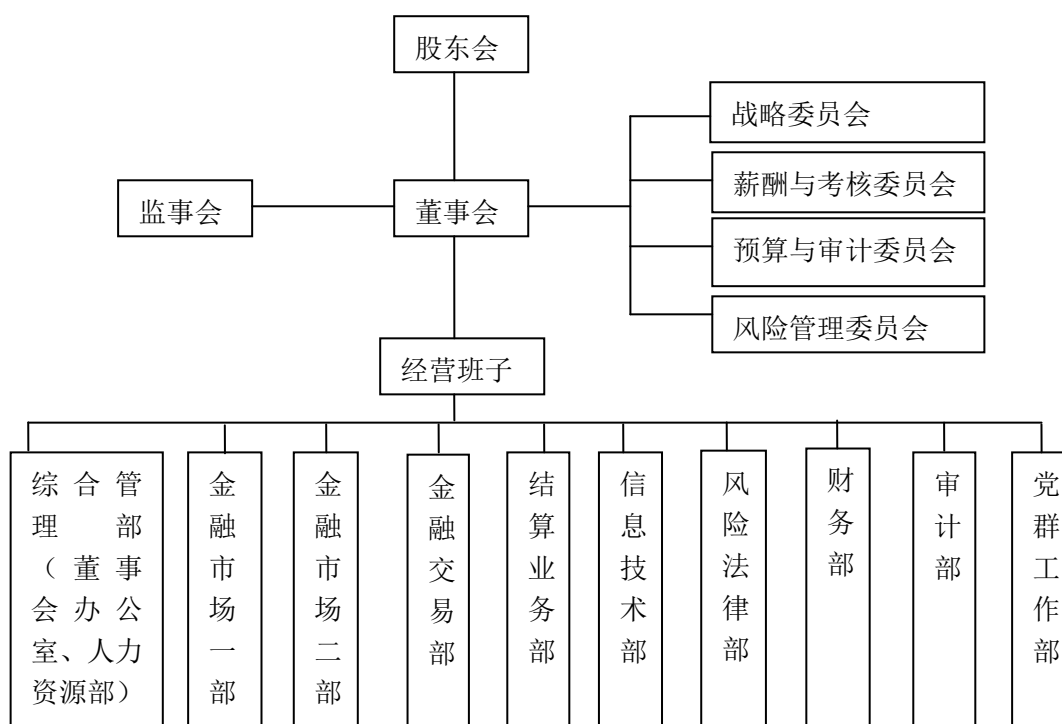 股东会
战略委员会
薪酬与考核委员会
监事会
董事会
预算与审计委员会
风险管理委员会
经营班子
综合管
理部
（董事
会办公
室、人力
资源部）
金融市场一部
金融市场二部
金融交易部
结算业务部
信息技术部
风险法律部
财务部
审计部
党群工作部